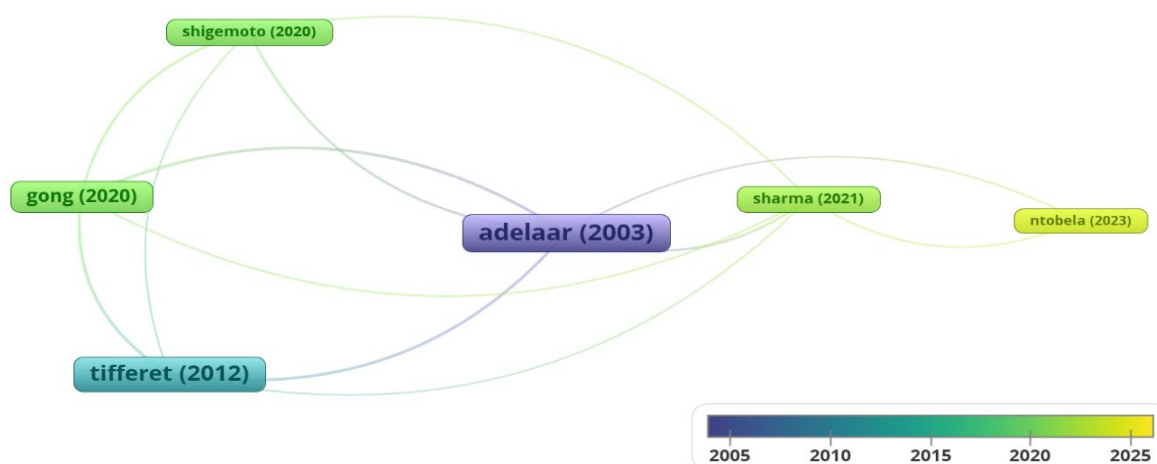 shigemoto (2020)
gong (2020)
sharma (2021)
adelaar (2003)
ntobela (2023)
tifferet (2012)
2005 2010 2015 2020 2025